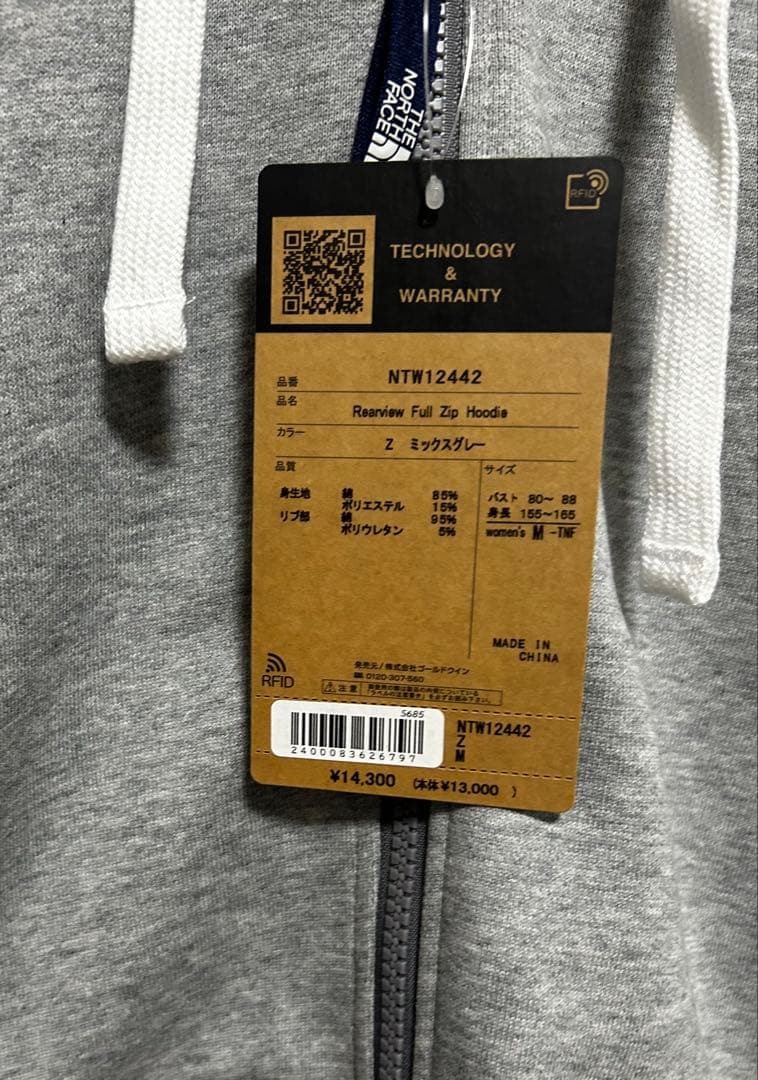 THE
NORTH
FACE
RFID
TECHNOLOGY
&
WARRANTY
品番 NTW12442
品名 Rearview Full Zip Hoodie
カラー Z ミックスグレー
品質 サイズ
身生地 綿 85%
ポリエステル 15%
リブ部 綿 95%
ポリウレタン 5%
バスト 80～ 88
身長 155～165
women's M -TNF
MADE IN
CHINA
発売元/株式会社ゴールドウイン
0120-307-560
RFID
注意
5685
2400083626797
NTW12442
Z
M
¥14,300 (本体¥13,000 )